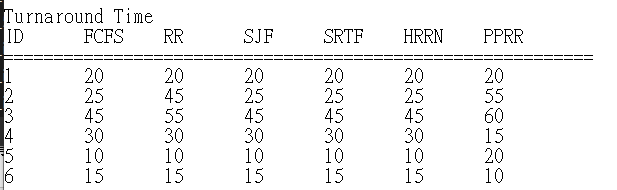 Turnaround Time
ID FCFS RR SJF SRTF HRRN PPRR
===========================================================
1 20 20 20 20 20 20
2 25 45 25 25 25 55
3 45 55 45 45 45 60
4 30 30 30 30 30 15
5 10 10 10 10 10 20
6 15 15 15 15 15 10